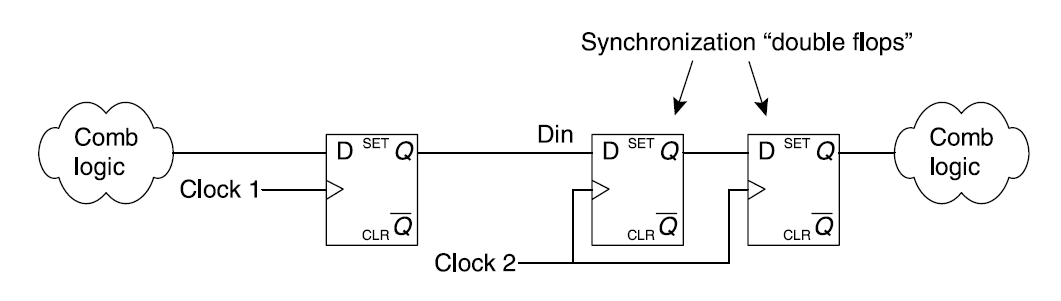 Synchronization “double flops”
Comb
logic
D SET Q
Din
D SET Q
D SET Q
Comb
logic
Clock 1
CLR Q̅
CLR Q̅
CLR Q̅
Clock 2